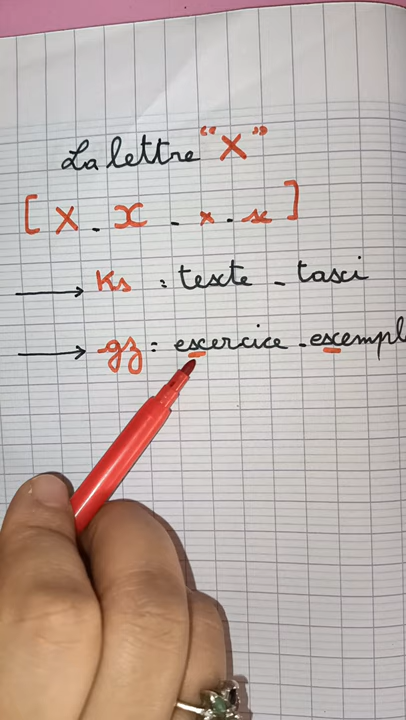 La lettre "X"
[ X - X - x - x ]
→ Ks : texte - taxi
→ gz = exercice - exempl